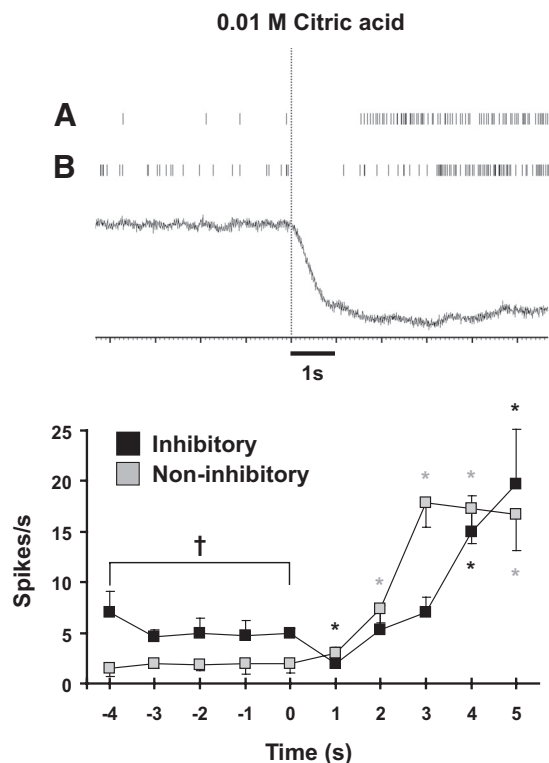 0.01 M Citric acid
A
B
1s
25
20
15
10
5
0
Spikes/s
Inhibitory
Non-inhibitory
†
*
*
*
*
*
*
*
-4 -3 -2 -1 0 1 2 3 4 5
Time (s)